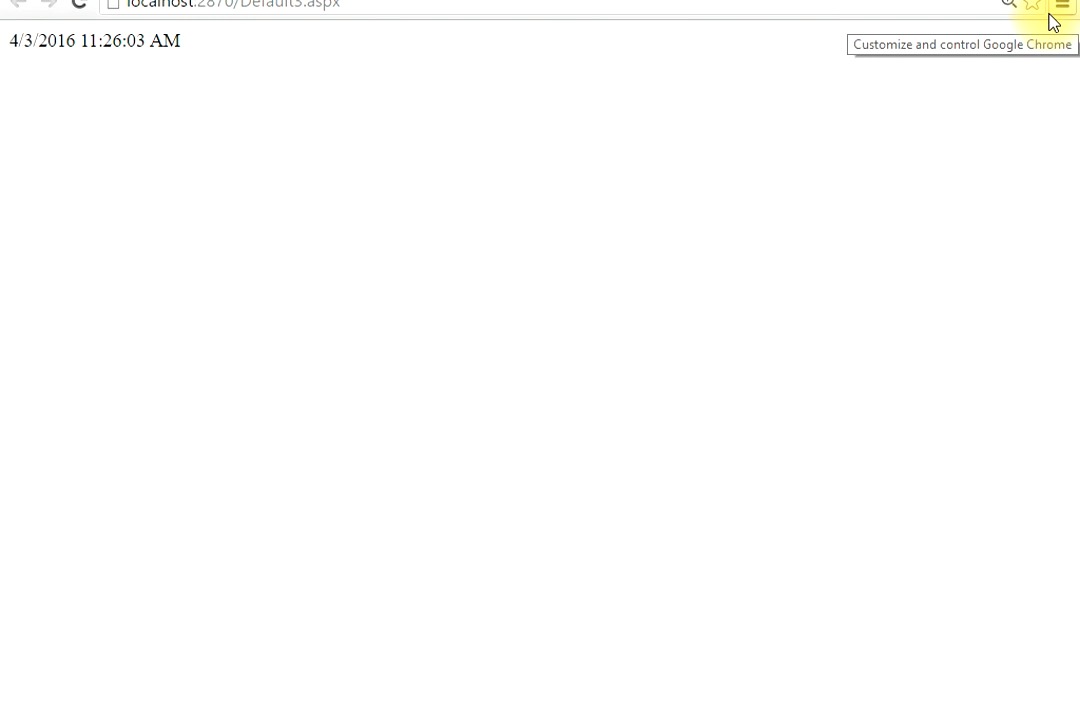 localhost:2870/Default3.aspx
4/3/2016 11:26:03 AM
Customize and control Google Chrome